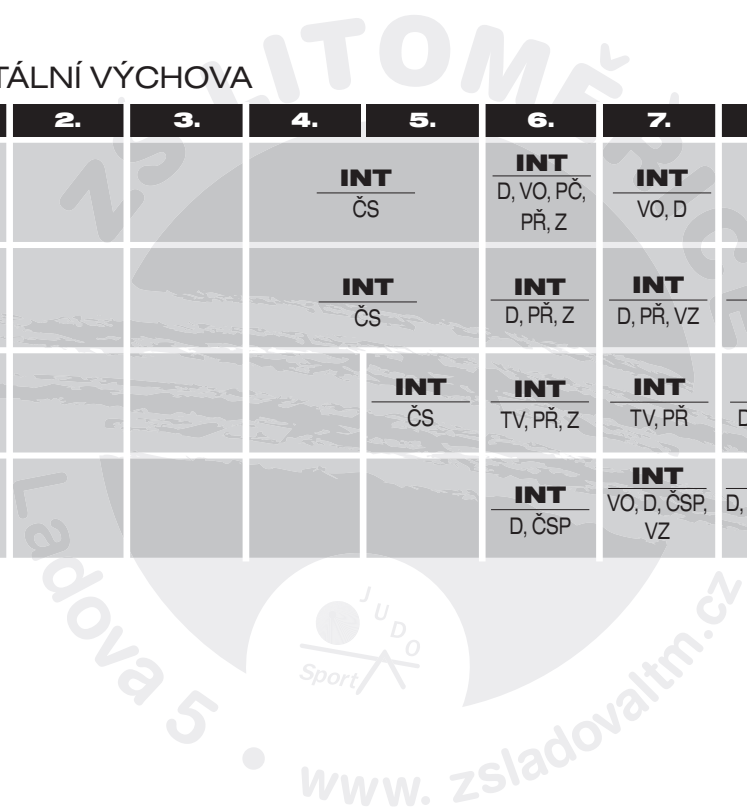 TÁLNÍ VÝCHOVA
2. 3. 4. 5. 6. 7.
INT INT INT
ČS D, VO, PČ, PŘ, Z VO, D
INT INT INT
ČS D, PŘ, Z D, PŘ, VZ
INT INT INT
ČS TV, PŘ, Z TV, PŘ D
INT INT
D, ČSP VO, D, ČSP, VZ D,
ZŠ LITOMĚŘICE
Ladova 5 • www. zsladovaltm.cz
JUDO
Sport